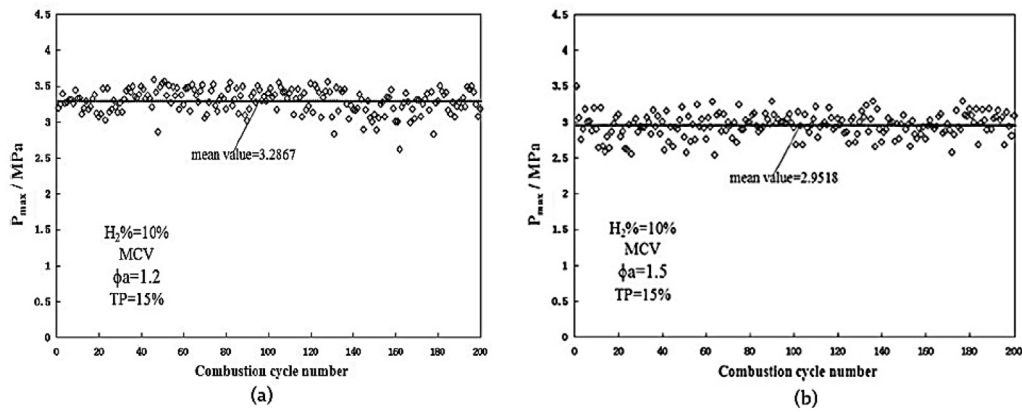 4.5
4
3.5
3
2.5
2
1.5
1
0.5
0
P_max / MPa
mean value=3.2867
H₂%=10%
MCV
ϕa=1.2
TP=15%
0 20 40 60 80 100 120 140 160 180 200
Combustion cycle number
(a)
4.5
4
3.5
3
2.5
2
1.5
1
0.5
0
P_max / MPa
mean value=2.9518
H₂%=10%
MCV
ϕa=1.5
TP=15%
0 20 40 60 80 100 120 140 160 180 200
Combustion cycle number
(b)